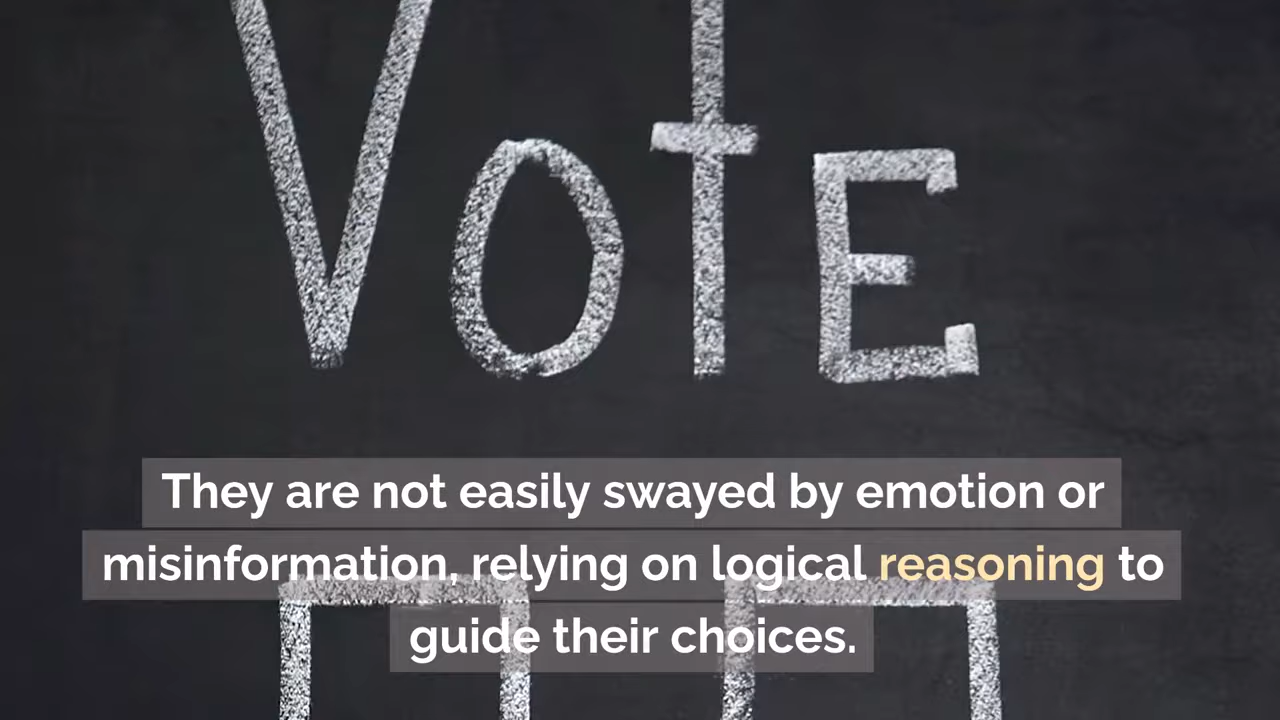 VOtE
They are not easily swayed by emotion or
misinformation, relying on logical reasoning to
guide their choices.